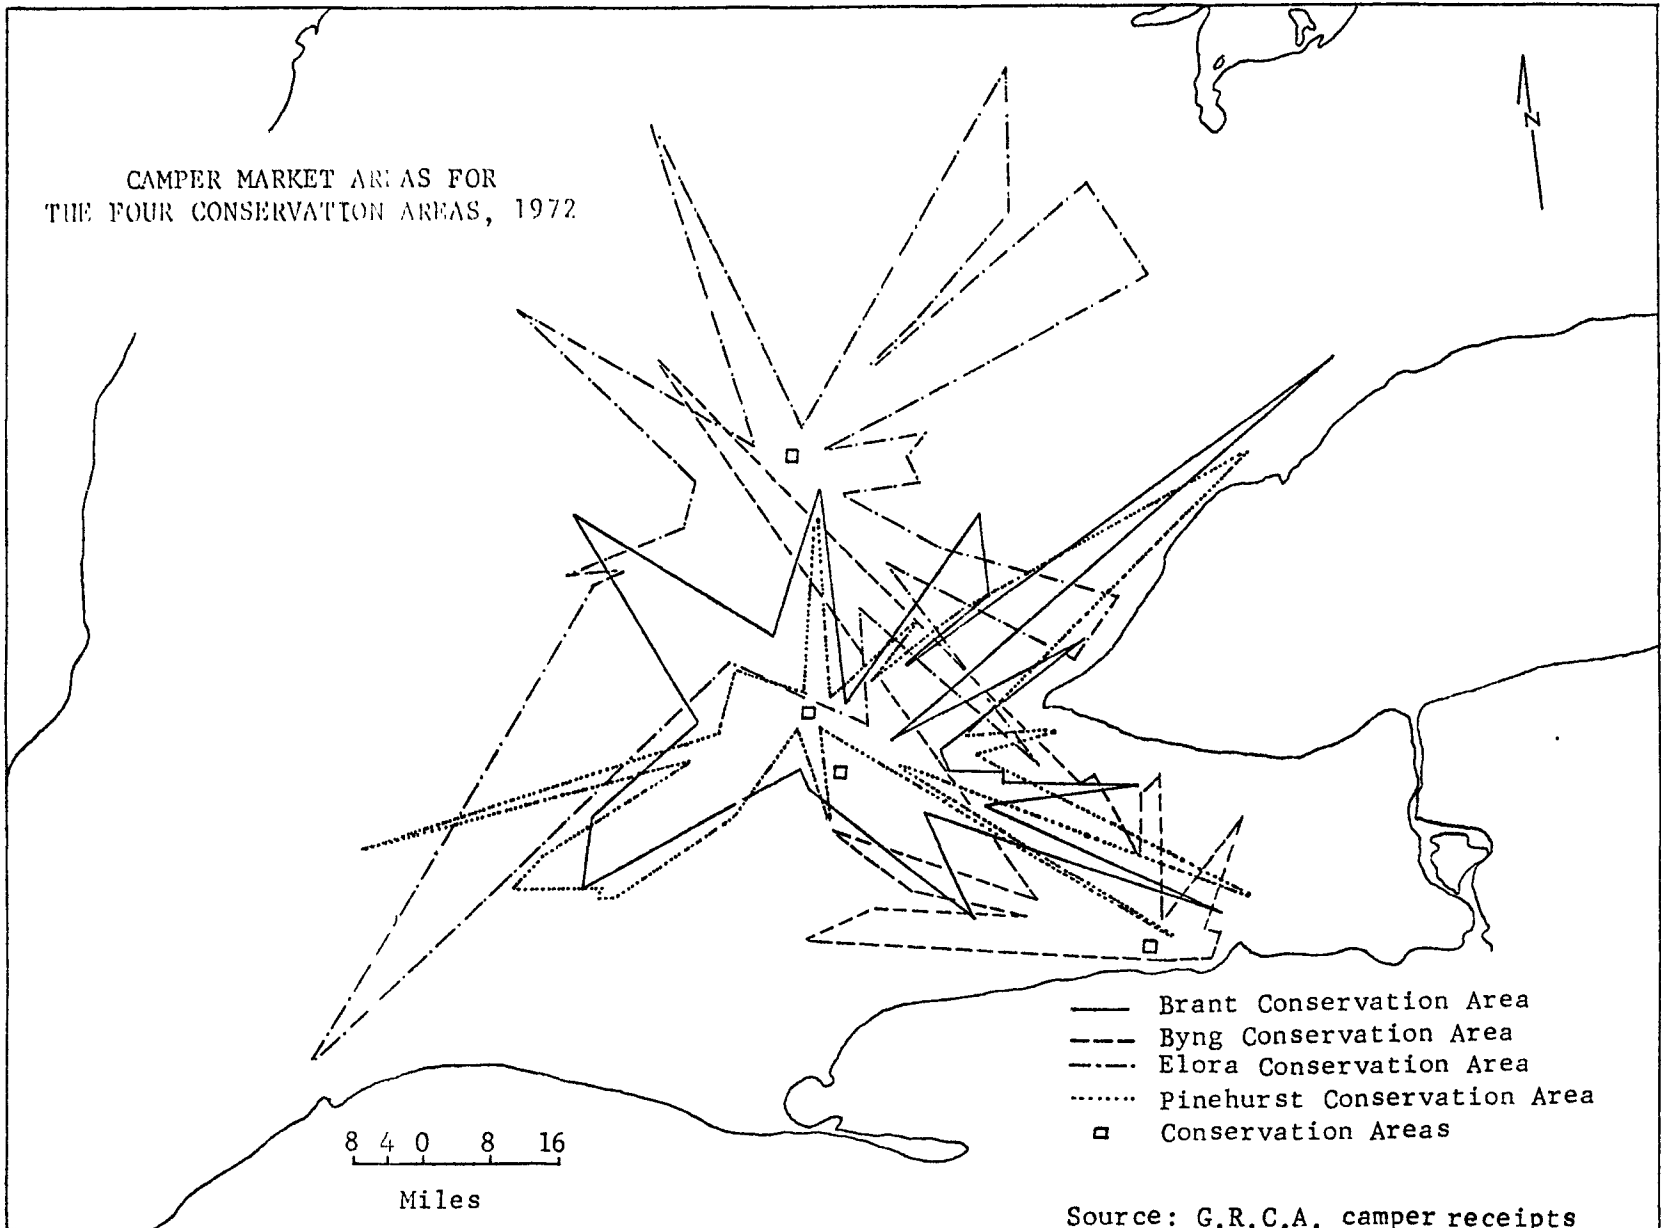 CAMPER MARKET AREAS FOR
THE FOUR CONSERVATION AREAS, 1972
N
Brant Conservation Area
Byng Conservation Area
Elora Conservation Area
Pinehurst Conservation Area
Conservation Areas
8 4 0 8 16
Miles
Source: G.R.C.A. camper receipts